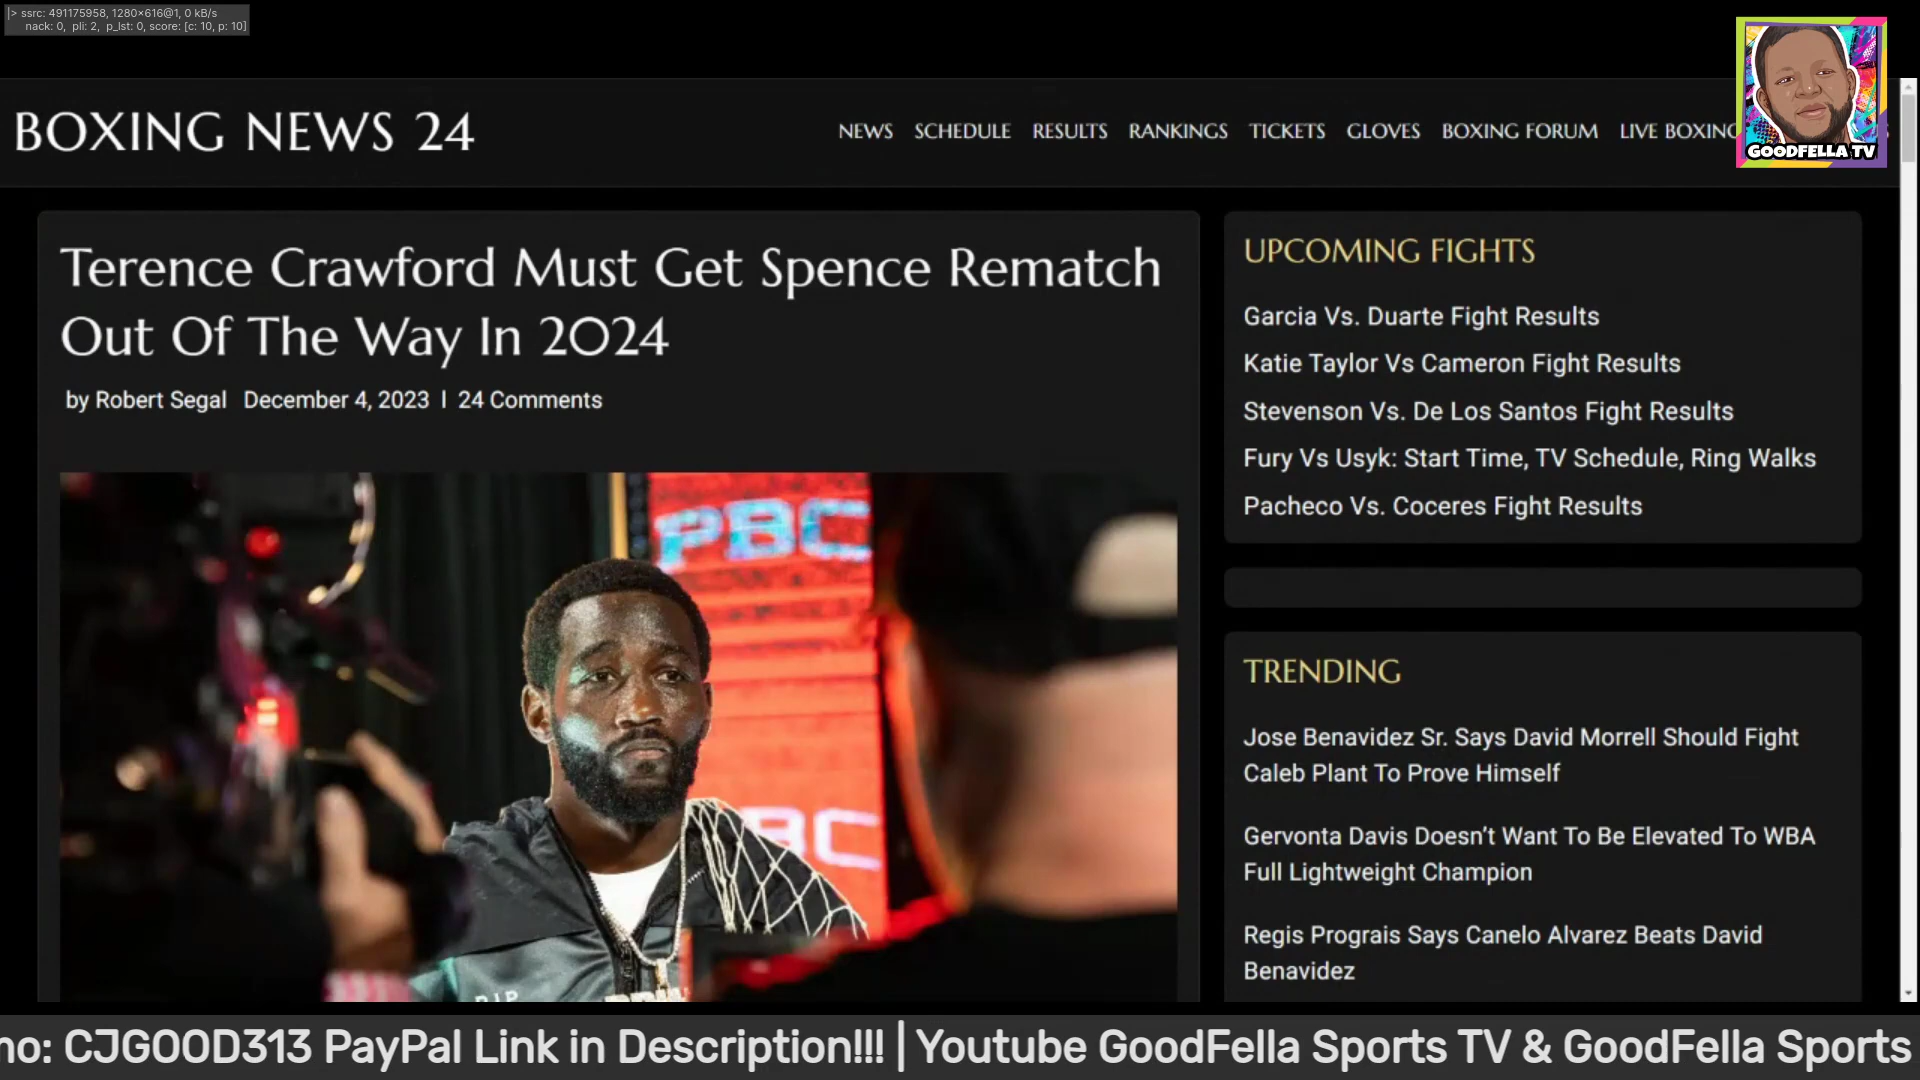 |> ssrc: 491175958, 1280×616@1, 0 kB/s
nack: 0, pli: 2, p_lst: 0, score: [c: 10, p: 10]
GOODFELLA TV
BOXING NEWS 24
NEWS SCHEDULE RESULTS RANKINGS TICKETS GLOVES BOXING FORUM LIVE BOXING
Terence Crawford Must Get Spence Rematch
Out Of The Way In 2024
by Robert Segal December 4, 2023 | 24 Comments
PBC
BC
UPCOMING FIGHTS
Garcia Vs. Duarte Fight Results
Katie Taylor Vs Cameron Fight Results
Stevenson Vs. De Los Santos Fight Results
Fury Vs Usyk: Start Time, TV Schedule, Ring Walks
Pacheco Vs. Coceres Fight Results
TRENDING
Jose Benavidez Sr. Says David Morrell Should Fight
Caleb Plant To Prove Himself
Gervonta Davis Doesn’t Want To Be Elevated To WBA
Full Lightweight Champion
Regis Prograis Says Canelo Alvarez Beats David
Benavidez
no: CJGOOD313 PayPal Link in Description!!! | Youtube GoodFella Sports TV & GoodFella Sports